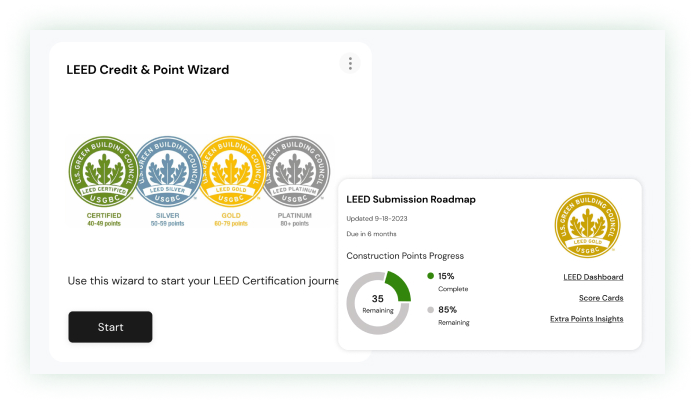 LEED Credit & Point Wizard
U.S. GREEN BUILDING COUNCIL
LEED CERTIFIED
USGBC
U.S. GREEN BUILDING COUNCIL
LEED SILVER
USGBC
U.S. GREEN BUILDING COUNCIL
LEED GOLD
USGBC
U.S. GREEN BUILDING COUNCIL
LEED PLATINUM
USGBC
CERTIFIED
40-49 points
SILVER
50-59 points
GOLD
60-79 points
PLATINUM
80+ points
Use this wizard to start your LEED Certification journe
Start
LEED Submission Roadmap
Updated 9-18-2023
Due in 6 months
Construction Points Progress
35
Remaining
15%
Complete
85%
Remaining
U.S. GREEN BUILDING COUNCIL
LEED GOLD
USGBC
LEED Dashboard
Score Cards
Extra Points Insights